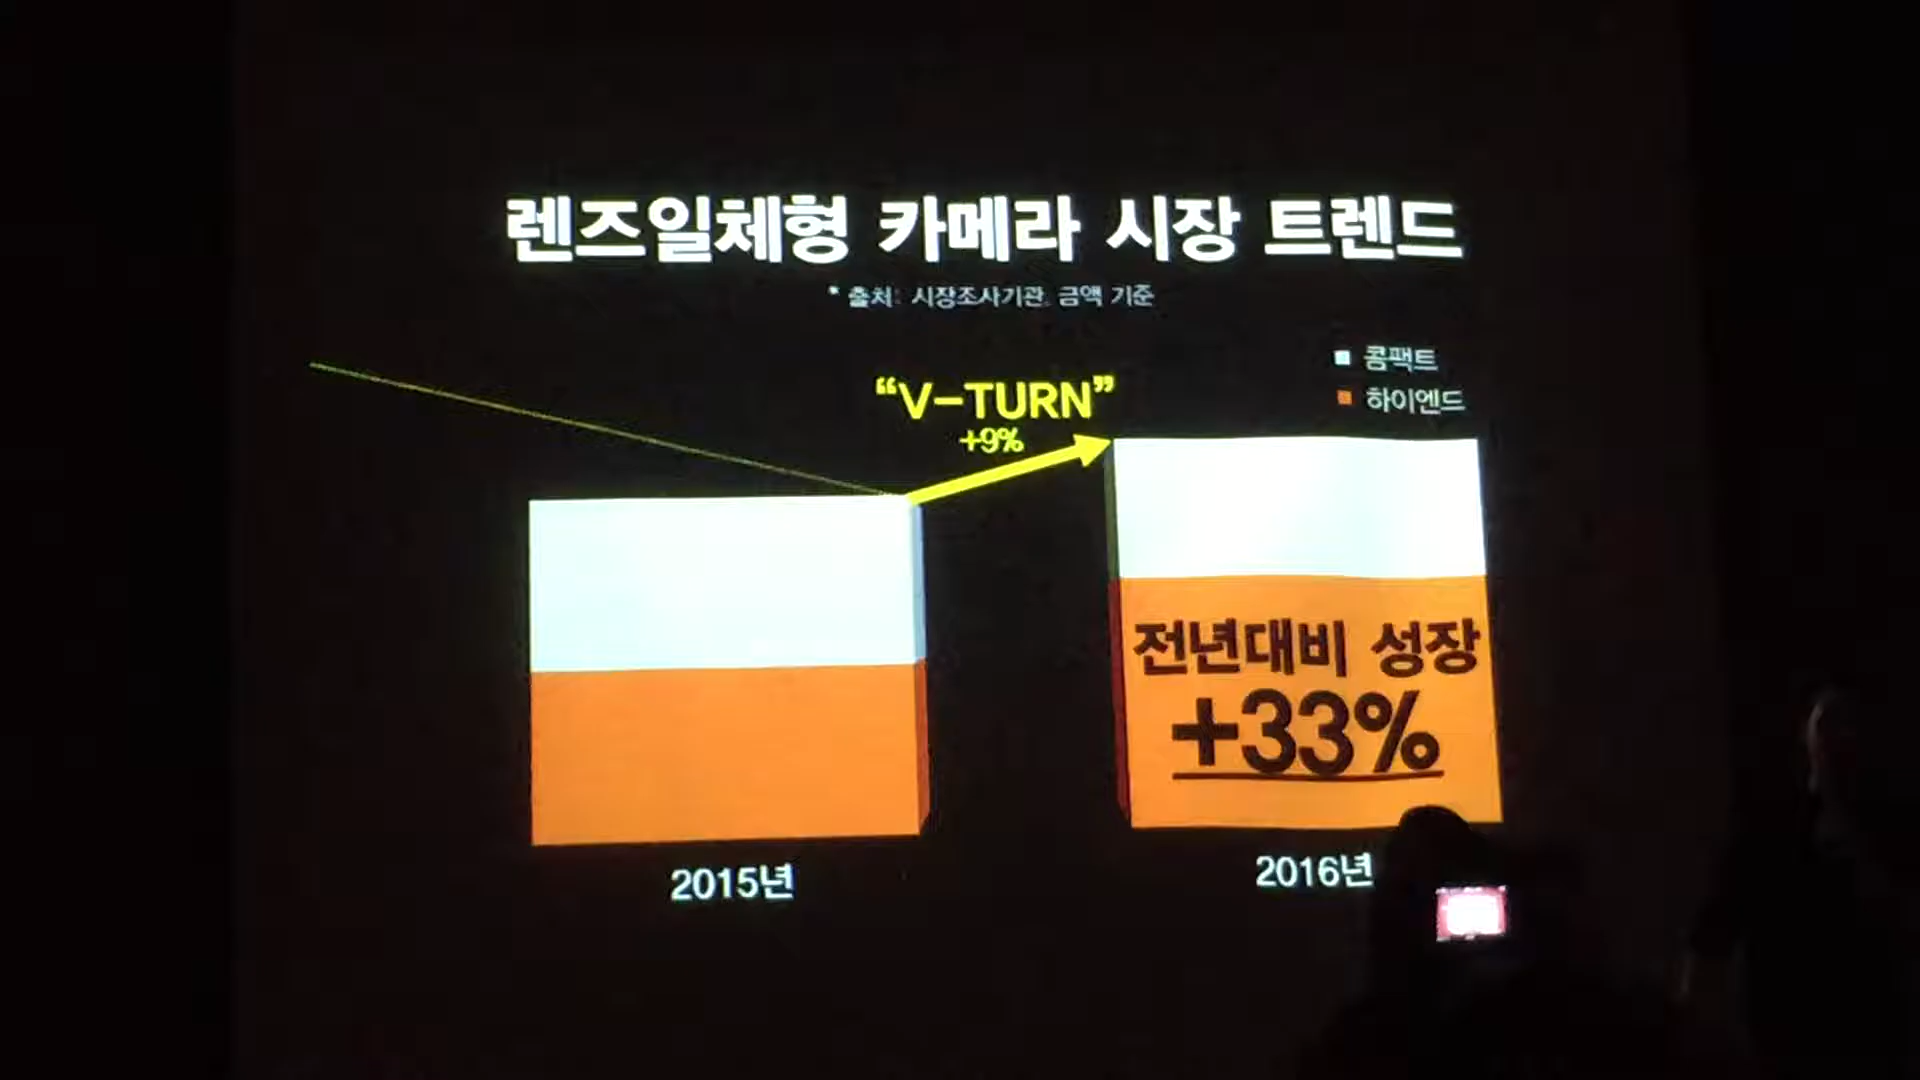 렌즈일체형 카메라 시장 트렌드
* 출처: 시장조사기관, 금액 기준
콤팩트
하이엔드
“V-TURN”
+9%
전년대비 성장
+33%
2015년
2016년